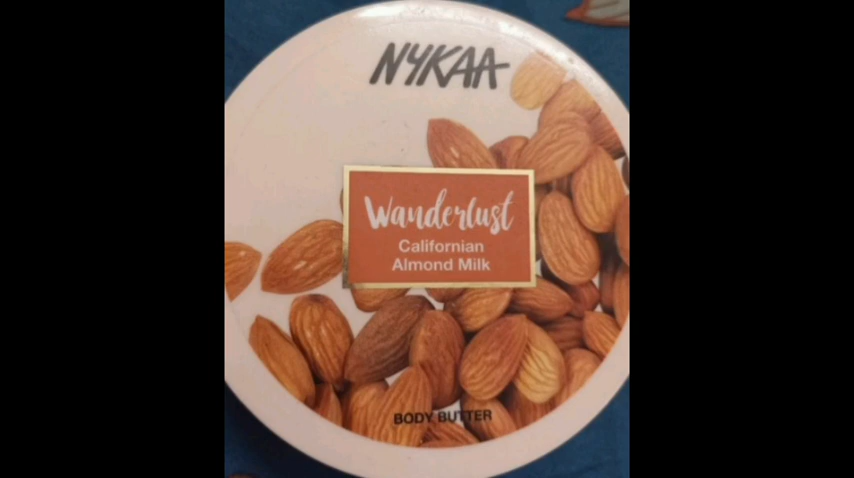 NYKAA
Wanderlust
Californian
Almond Milk
BODY BUTTER